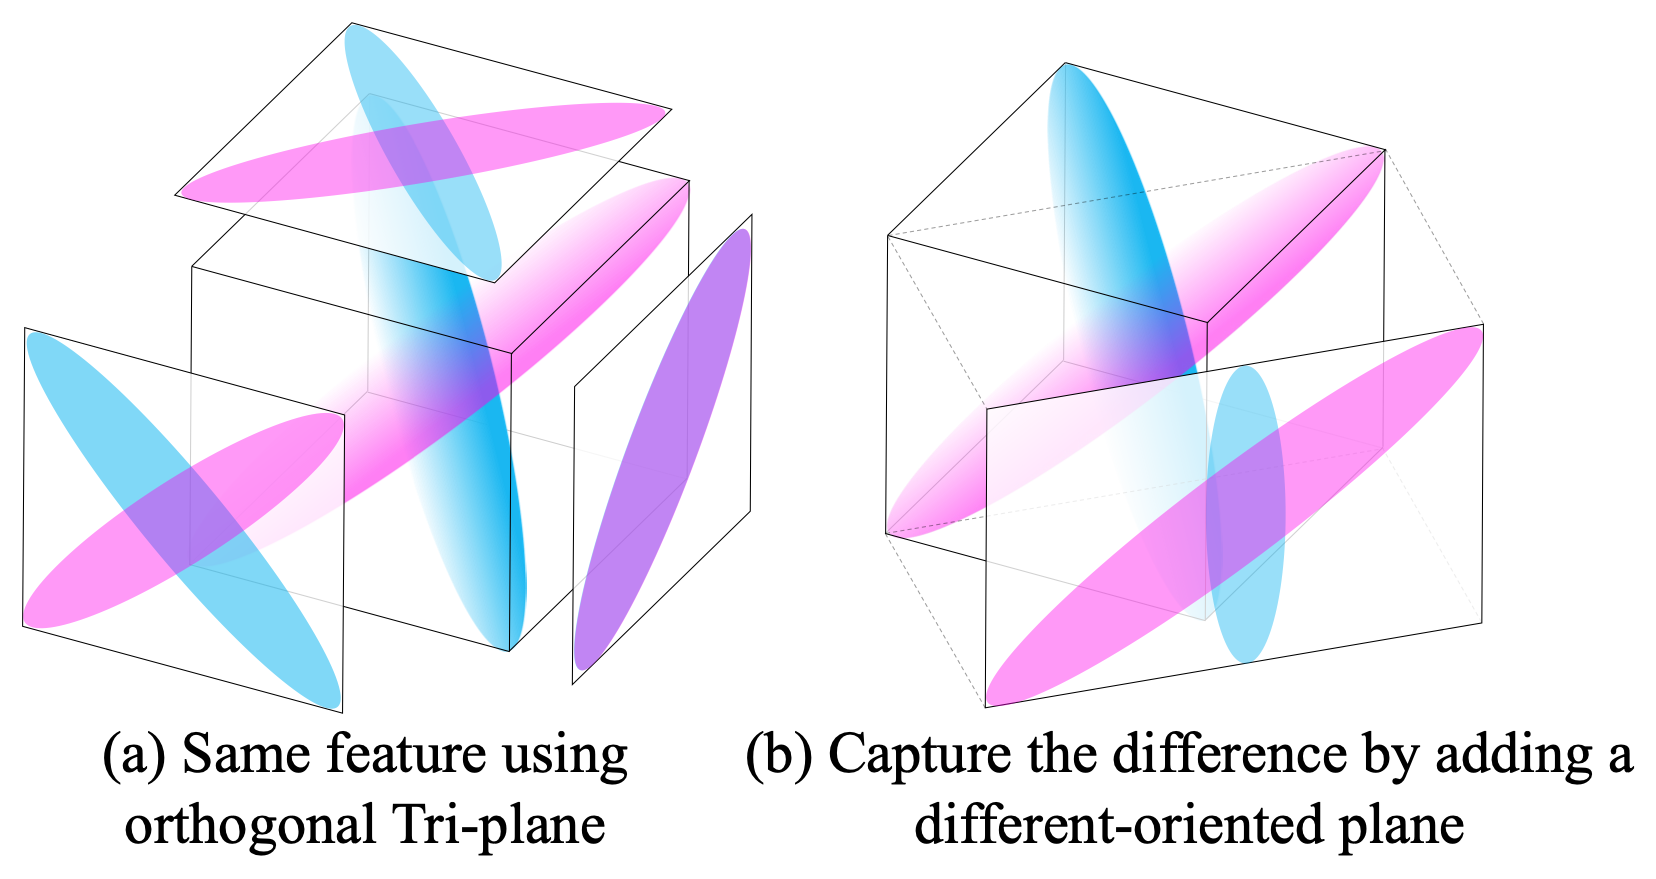 (a) Same feature using
orthogonal Tri-plane
(b) Capture the difference by adding a
different-oriented plane